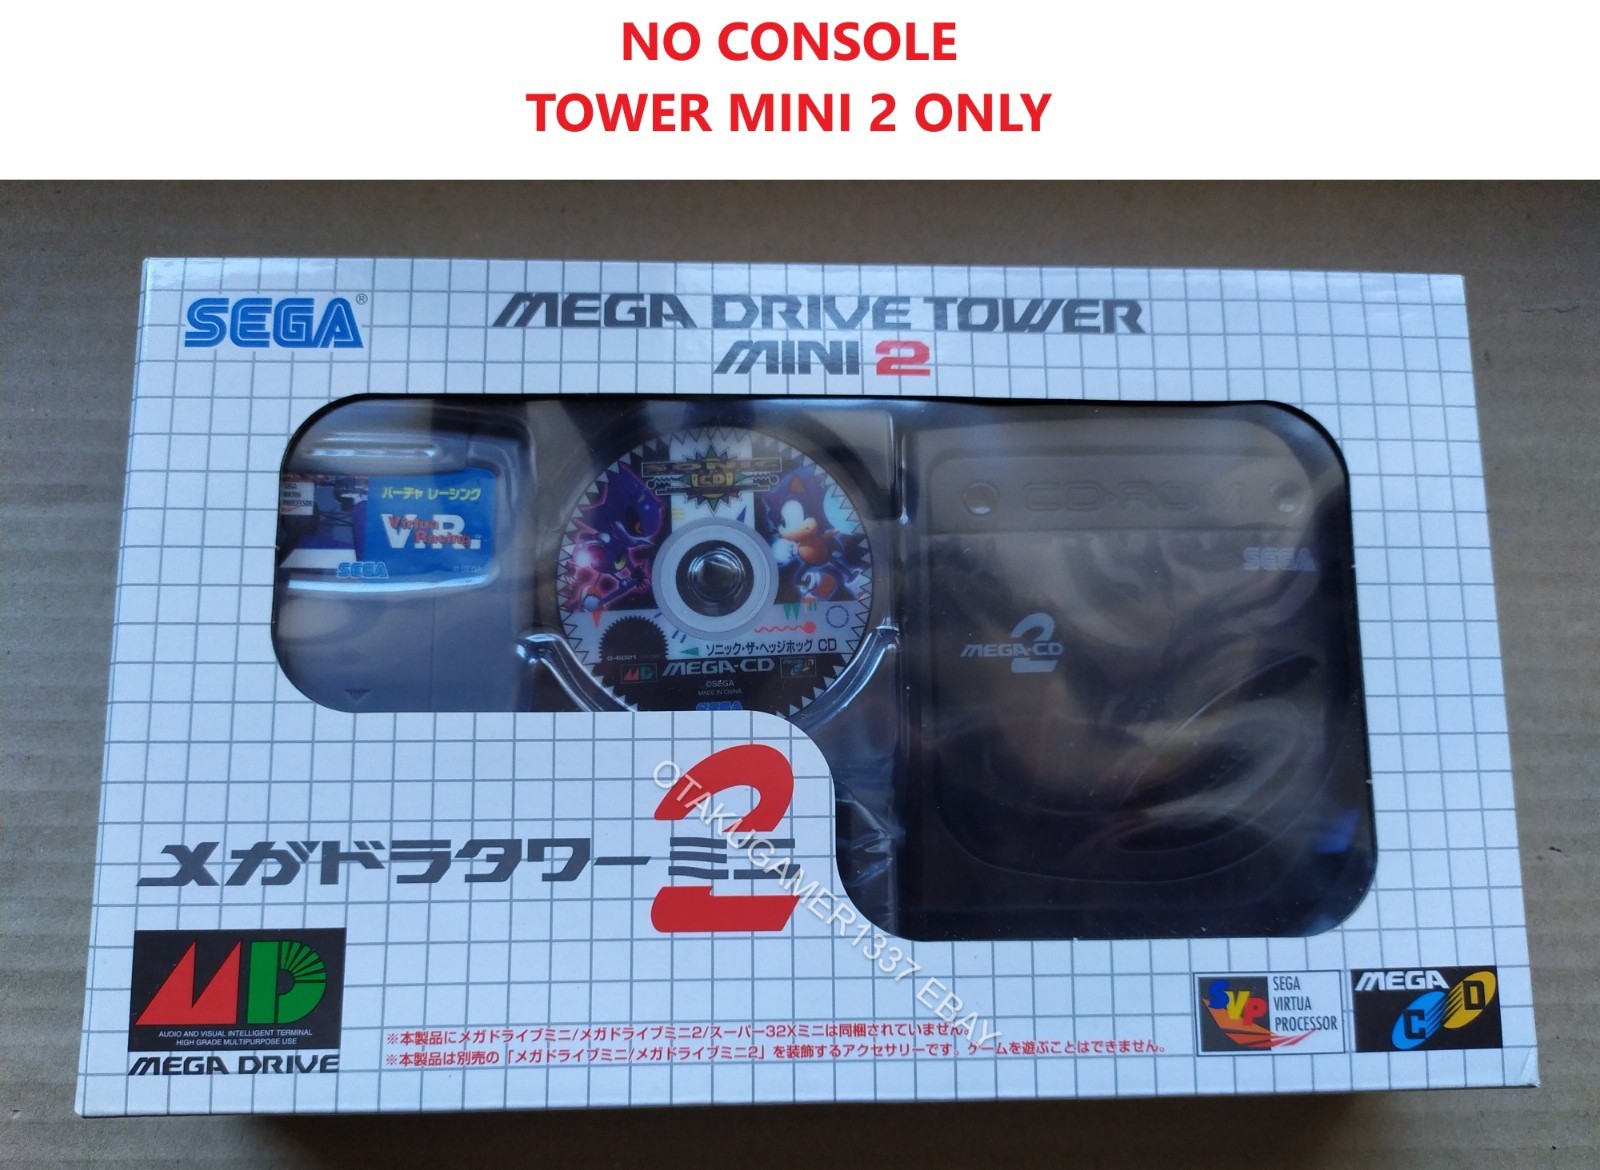 NO CONSOLE
TOWER MINI 2 ONLY
SEGA®
MEGA DRIVE TOWER
MINI 2
バーチャ レーシング
V.R.
Virtua
Racing
SEGA
SONIC
CD
ソニック・ザ・ヘッジホッグ CD
MD MEGA-CD
©SEGA
MADE IN CHINA
SEGA
SEGA
2
MEGA-CD
メガドラタワーミニ2
OTAKUGAMER1337 EBAY
MD
AUDIO AND VISUAL INTELLIGENT TERMINAL
HIGH GRADE MULTIPURPOSE USE
MEGA DRIVE
※本製品にメガドライブミニ/メガドライブミニ2/スーパー32Xミニは同梱されていません。
※本製品は別売の「メガドライブミニ/メガドライブミニ2」を装飾するアクセサリーです。ゲームを遊ぶことはできません。
SVP
SEGA
VIRTUA
PROCESSOR
MEGA
CD